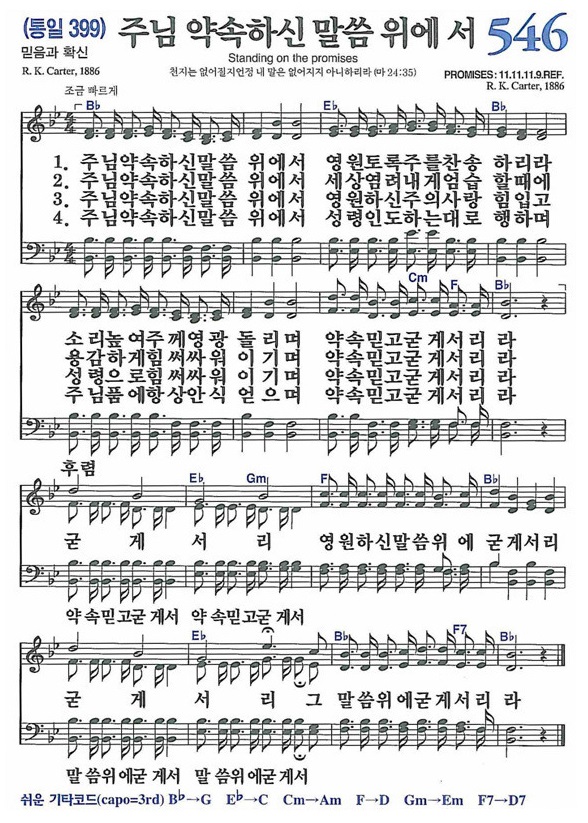 (통일 399) 주님 약속하신 말씀 위에 서 546
믿음과 확신
Standing on the promises
R. K. Carter, 1886
천지는 없어질지언정 내 말은 없어지지 아니하리라 (마 24:35)
PROMISES: 11.11.11.9.REF.
R. K. Carter, 1886
조금 빠르게
B♭ E♭ B♭
1. 주님약속하신말씀 위에서 영원토록주를찬송 하리라
2. 주님약속하신말씀 위에서 세상염려내게엄습 할때에
3. 주님약속하신말씀 위에서 영원하신주의사랑 힘입고
4. 주님약속하신말씀 위에서 성령인도하는대로 행하며
Cm F B♭
소리높여주께영광 돌리며 약속믿고굳게서리 라
용감하게힘써싸워 이기며 약속믿고굳게서리 라
성령으로힘써싸워 이기며 약속믿고굳게서리 라
주님품에항상안식 얻으며 약속믿고굳게서리 라
후렴
E♭ Gm F B♭
굳 게 서 리 영원하신말씀위 에 굳게서리
약속믿고굳게서 약속믿고굳게서
E♭ B♭ F7 B♭
굳 게 서 리 그 말씀위에굳게서리 라
말씀위에굳게서 말씀위에굳게서
쉬운 기타코드(capo=3rd) B♭→G E♭→C Cm→Am F→D Gm→Em F7→D7